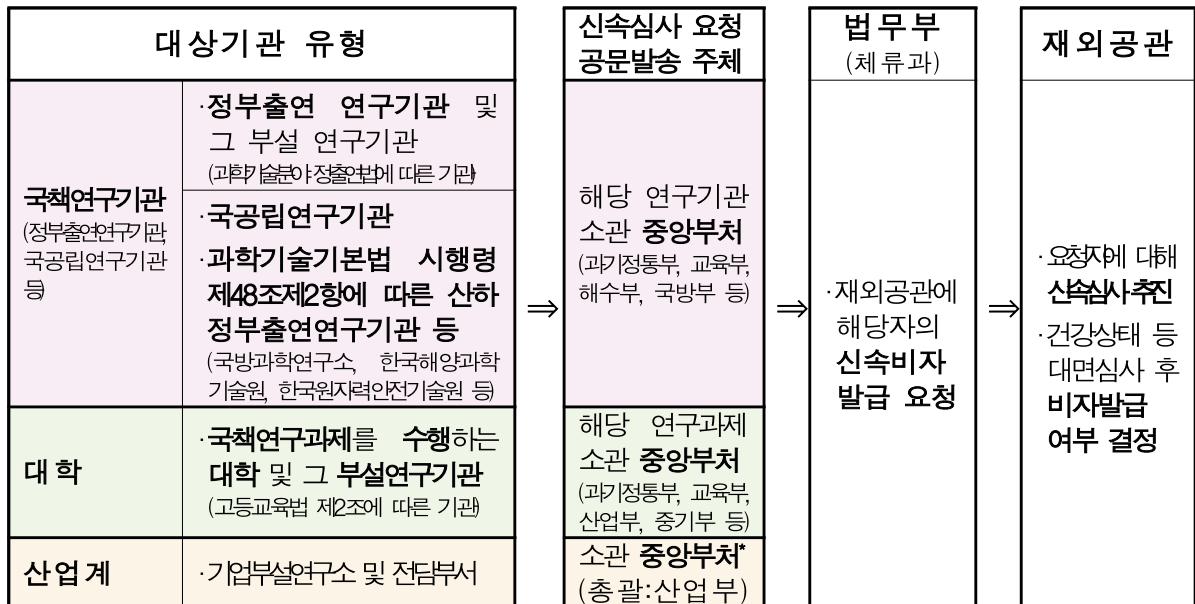 대상기관 유형
신속심사 요청
공문발송 주체
법무부
(체류과)
재외공관
국책연구기관
(정부출연연구기관,
국공립연구기관
등)
·정부출연 연구기관 및
그 부설 연구기관
(과학기술분야 정출연법에 따른 기관)
·국공립연구기관
·과학기술기본법 시행령
제48조제2항에 따른 산하
정부출연연구기관 등
(국방과학연구소, 한국해양과학
기술원, 한국원자력안전기술원 등)
해당 연구기관
소관 중앙부처
(과기정통부, 교육부,
해수부, 국방부 등)
대학
·국책연구과제를 수행하는
대학 및 그 부설연구기관
(고등교육법 제2조에 따른 기관)
해당 연구과제
소관 중앙부처
(과기정통부, 교육부,
산업부, 중기부 등)
산업계
·기업부설연구소 및 전담부서
소관 중앙부처*
(총괄:산업부)
⇒
⇒
·재외공관에
해당자의
신속비자
발급 요청
⇒
·요청자에 대해
신속심사 추진
·건강상태 등
대면심사 후
비자발급
여부 결정